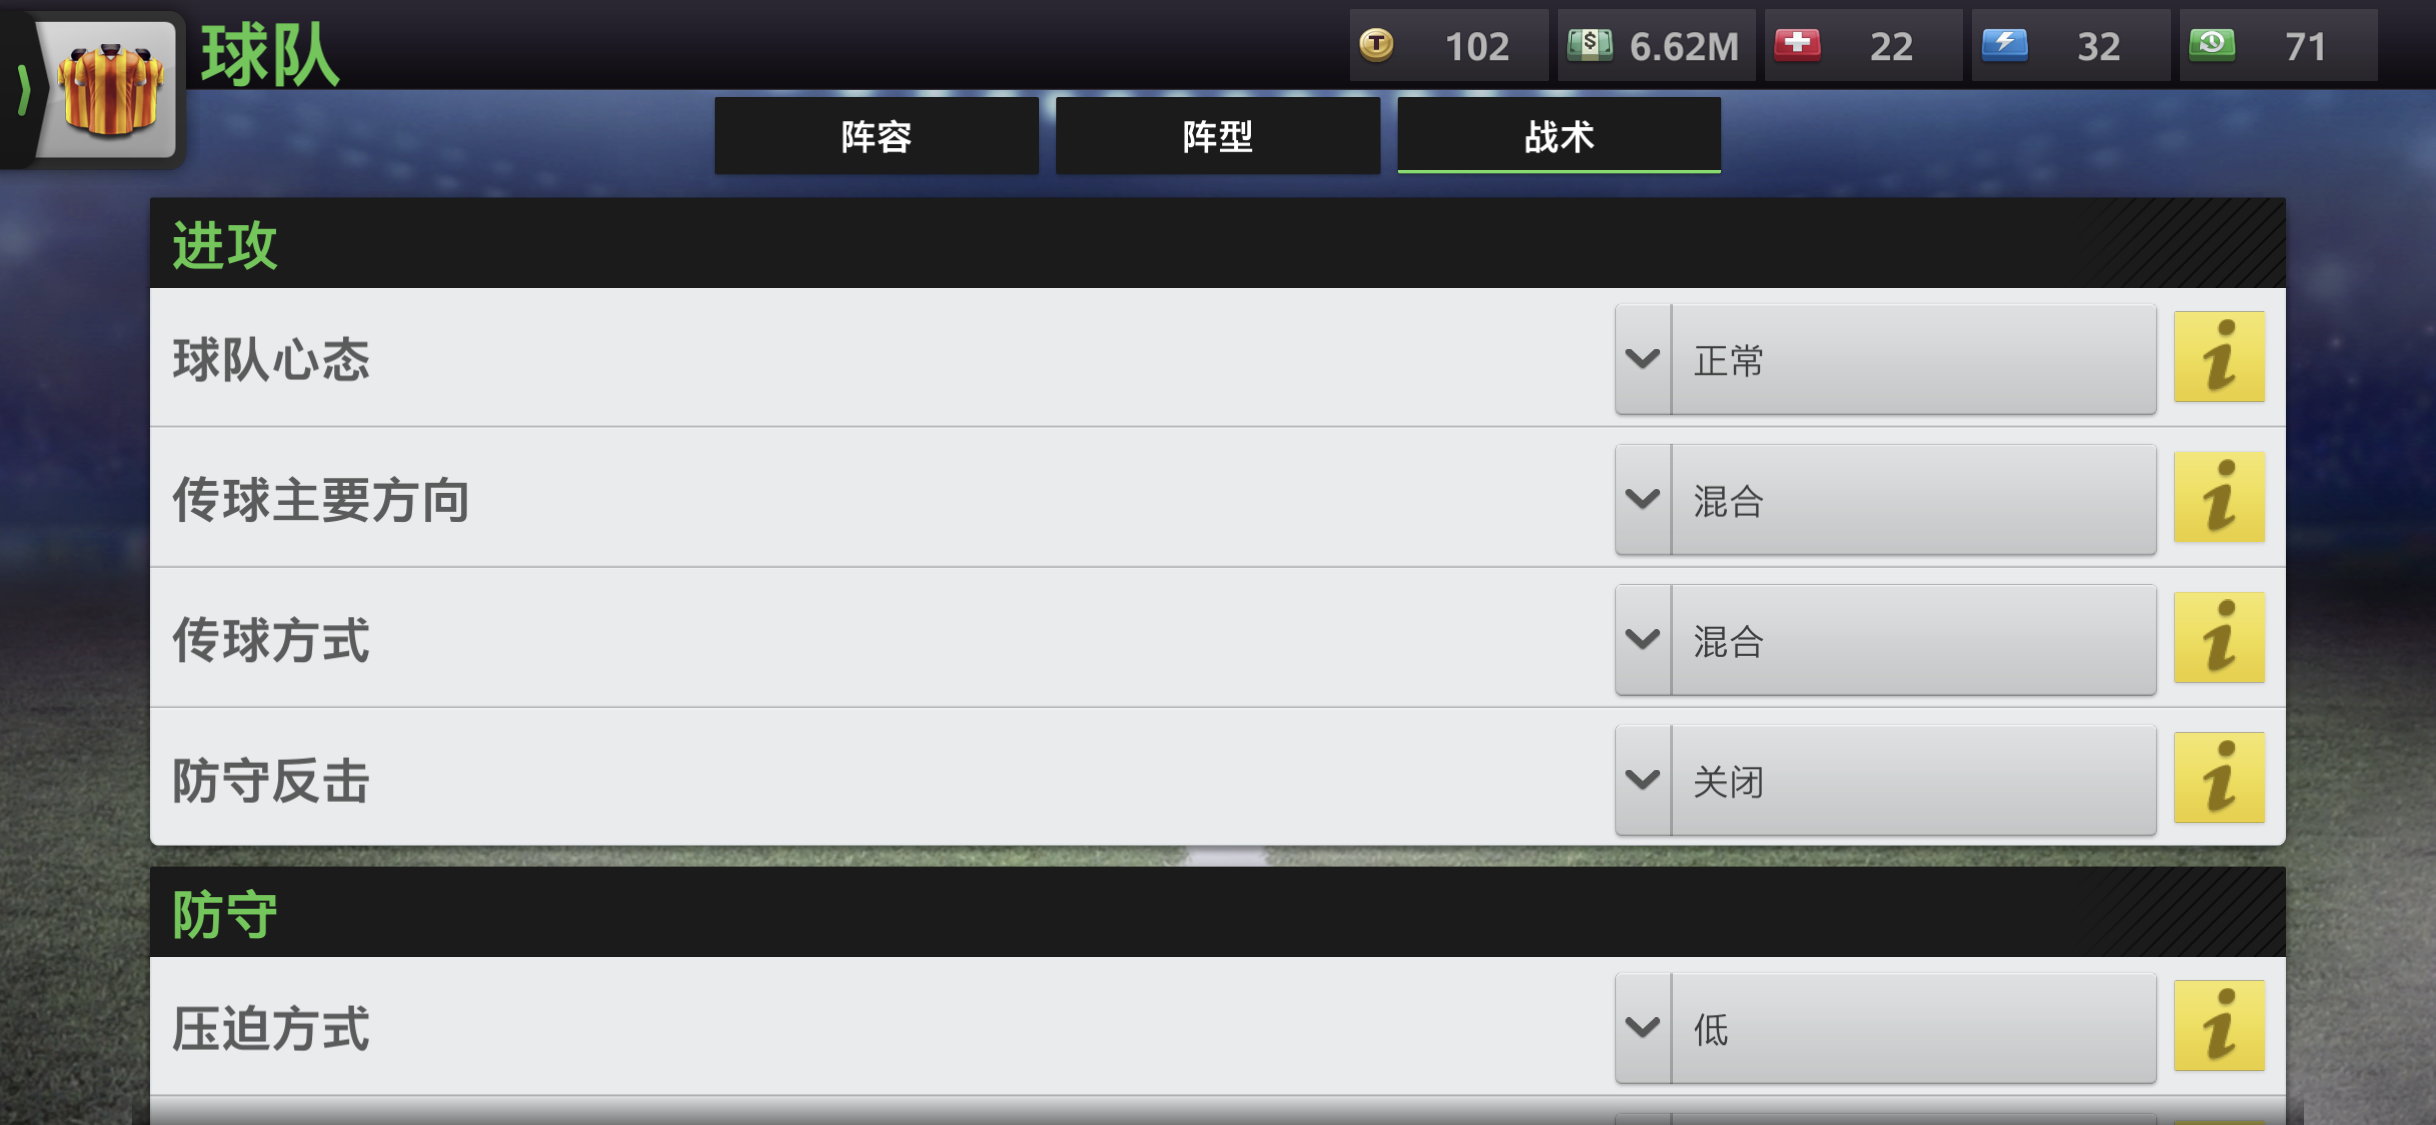 球队
102
6.62M
22
32
71
阵容
阵型
战术
进攻
球队心态
正常
传球主要方向
混合
传球方式
混合
防守反击
关闭
防守
压迫方式
低